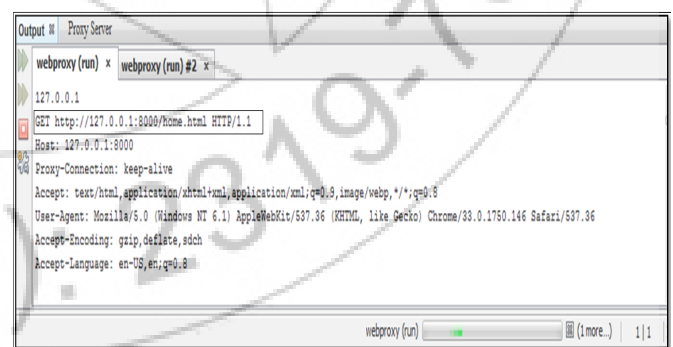 Output Proxy Server
webproxy (run) × webproxy (run) #2 ×
127.0.0.1
GET http://127.0.0.1:8000/home.html HTTP/1.1
Host: 127.0.0.1:8000
Proxy-Connection: keep-alive
Accept: text/html,application/xhtml+xml,application/xml;q=0.9,image/webp,*/*;q=0.8
User-Agent: Mozilla/5.0 (Windows NT 6.1) AppleWebKit/537.36 (KHTML, like Gecko) Chrome/33.0.1750.146 Safari/537.36
Accept-Encoding: gzip,deflate,sdch
Accept-Language: en-US,en;q=0.8
webproxy (run) (1 more...) 1|1
): 2319-7